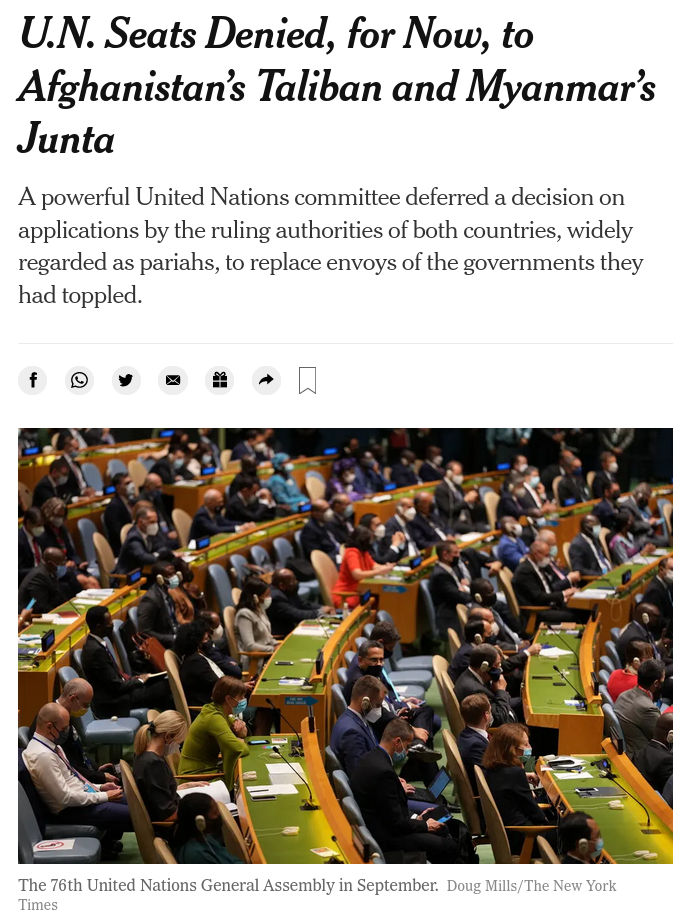 U.N. Seats Denied, for Now, to
Afghanistan’s Taliban and Myanmar’s
Junta
A powerful United Nations committee deferred a decision on
applications by the ruling authorities of both countries, widely
regarded as pariahs, to replace envoys of the governments they
had toppled.
The 76th United Nations General Assembly in September. Doug Mills/The New York
Times